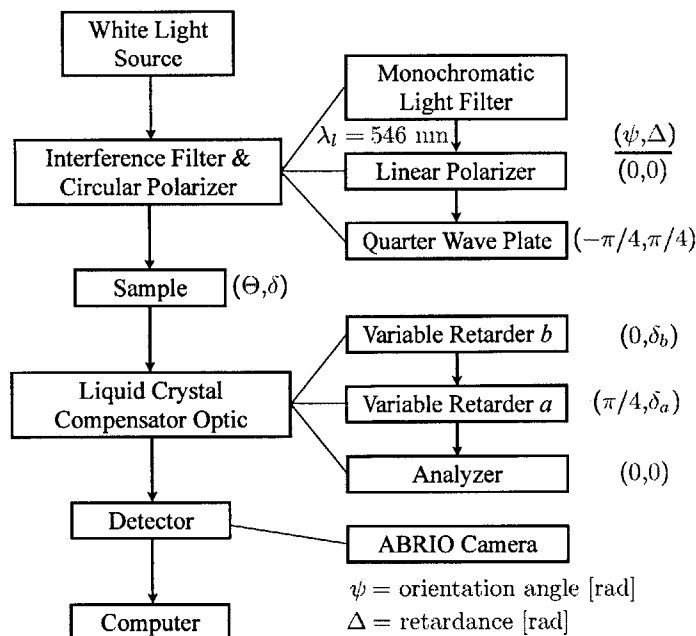 White Light
Source
Interference Filter &
Circular Polarizer
Sample
(Θ,δ)
Liquid Crystal
Compensator Optic
Detector
Computer
Monochromatic
Light Filter
λ_l = 546 nm
(ψ,Δ)
Linear Polarizer
(0,0)
Quarter Wave Plate
(−π/4,π/4)
Variable Retarder b
(0,δ_b)
Variable Retarder a
(π/4,δ_a)
Analyzer
(0,0)
ABRIO Camera
ψ = orientation angle [rad]
Δ = retardance [rad]